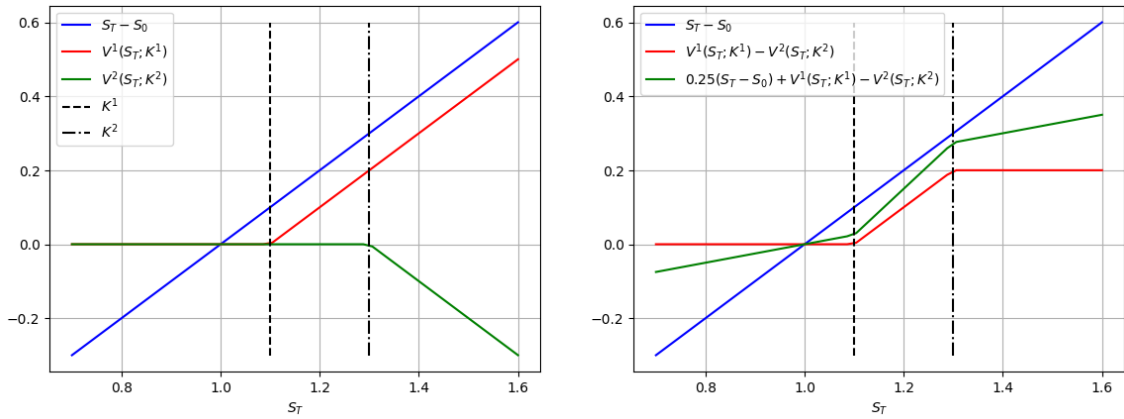 0.6
0.4
0.2
0.0
−0.2
0.8
1.0
1.2
1.4
1.6
S_T
S_T − S_0
V^1(S_T; K^1)
V^2(S_T; K^2)
K^1
K^2
0.6
0.4
0.2
0.0
−0.2
0.8
1.0
1.2
1.4
1.6
S_T
S_T − S_0
V^1(S_T; K^1) − V^2(S_T; K^2)
0.25(S_T − S_0) + V^1(S_T; K^1) − V^2(S_T; K^2)